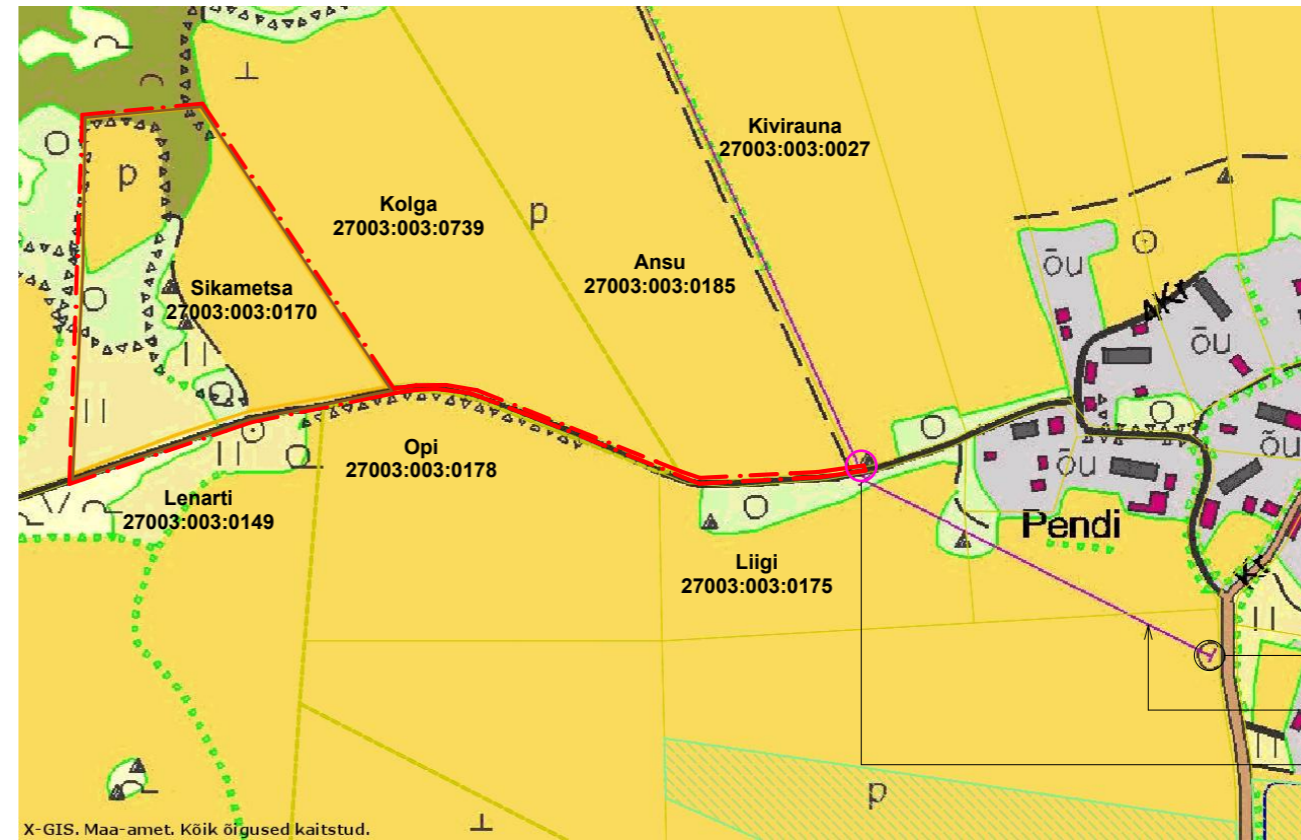 Kivirauna
27003:003:0027
p
Kolga
27003:003:0739
p
Ansu
27003:003:0185
õu
Sikametsa
27003:003:0170
õu
Opi
27003:003:0178
õu
õu
Lenarti
27003:003:0149
Pendi
Liigi
27003:003:0175
p
X-GIS. Maa-amet. Kõik õigused kaitstud.